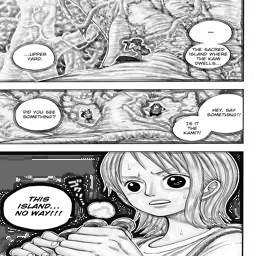 ...
THE SACRED
ISLAND WHERE
THE KAMI
DWELLS...
...UPPER
YARD.
HEY, SAY
SOMETHING!!
IS IT
THE
KAMI?!
DID YOU SEE
SOMETHING?
THIS
ISLAND...
NO WAY!!!